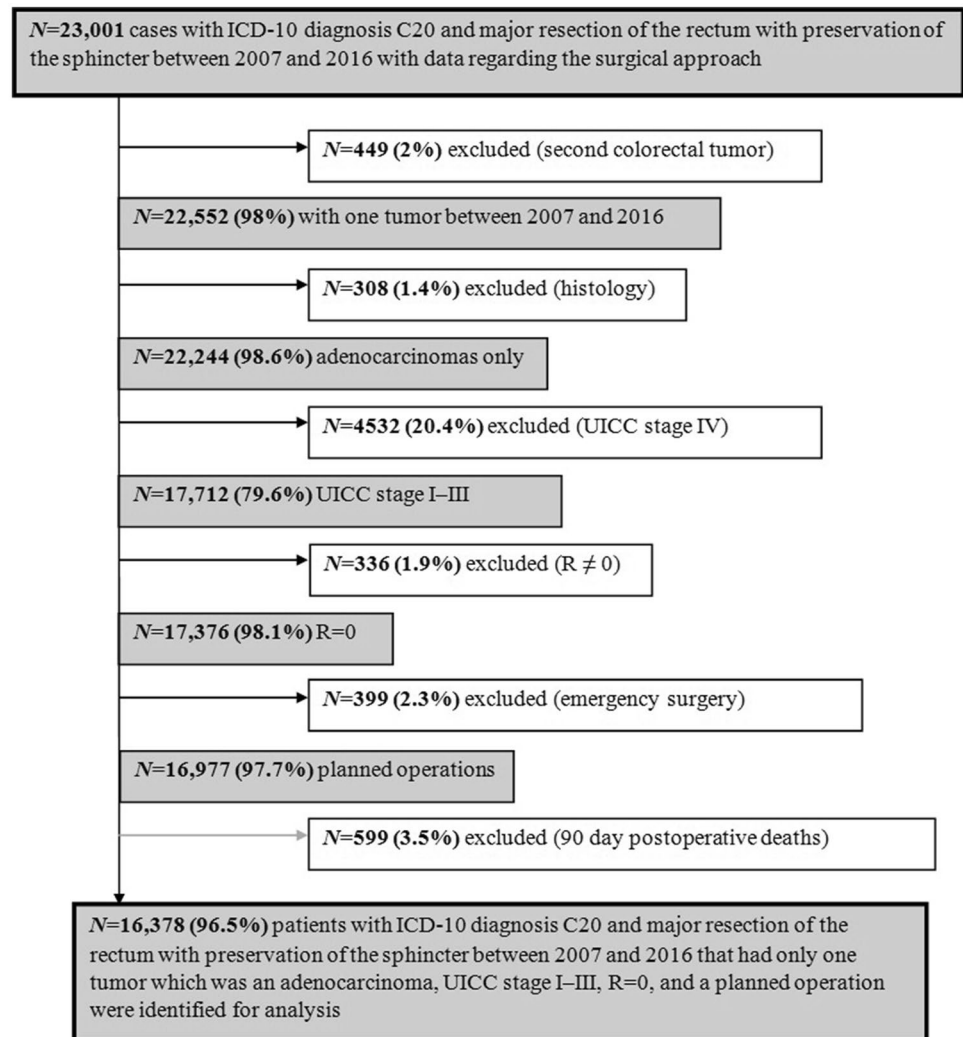 N=23,001 cases with ICD-10 diagnosis C20 and major resection of the rectum with preservation of
the sphincter between 2007 and 2016 with data regarding the surgical approach
N=449 (2%) excluded (second colorectal tumor)
N=22,552 (98%) with one tumor between 2007 and 2016
N=308 (1.4%) excluded (histology)
N=22,244 (98.6%) adenocarcinomas only
N=4532 (20.4%) excluded (UICC stage IV)
N=17,712 (79.6%) UICC stage I–III
N=336 (1.9%) excluded (R ≠ 0)
N=17,376 (98.1%) R=0
N=399 (2.3%) excluded (emergency surgery)
N=16,977 (97.7%) planned operations
N=599 (3.5%) excluded (90 day postoperative deaths)
N=16,378 (96.5%) patients with ICD-10 diagnosis C20 and major resection of the
rectum with preservation of the sphincter between 2007 and 2016 that had only one
tumor which was an adenocarcinoma, UICC stage I–III, R=0, and a planned operation
were identified for analysis